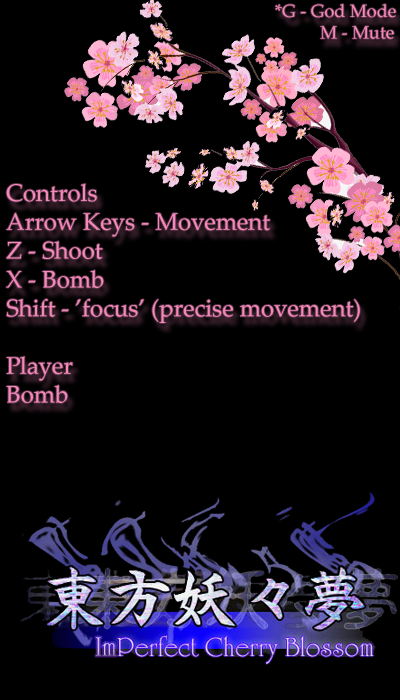 *G - God Mode
M - Mute
Controls
Arrow Keys - Movement
Z - Shoot
X - Bomb
Shift - 'focus' (precise movement)
Player
Bomb
東方妖々夢
ImPerfect Cherry Blossom